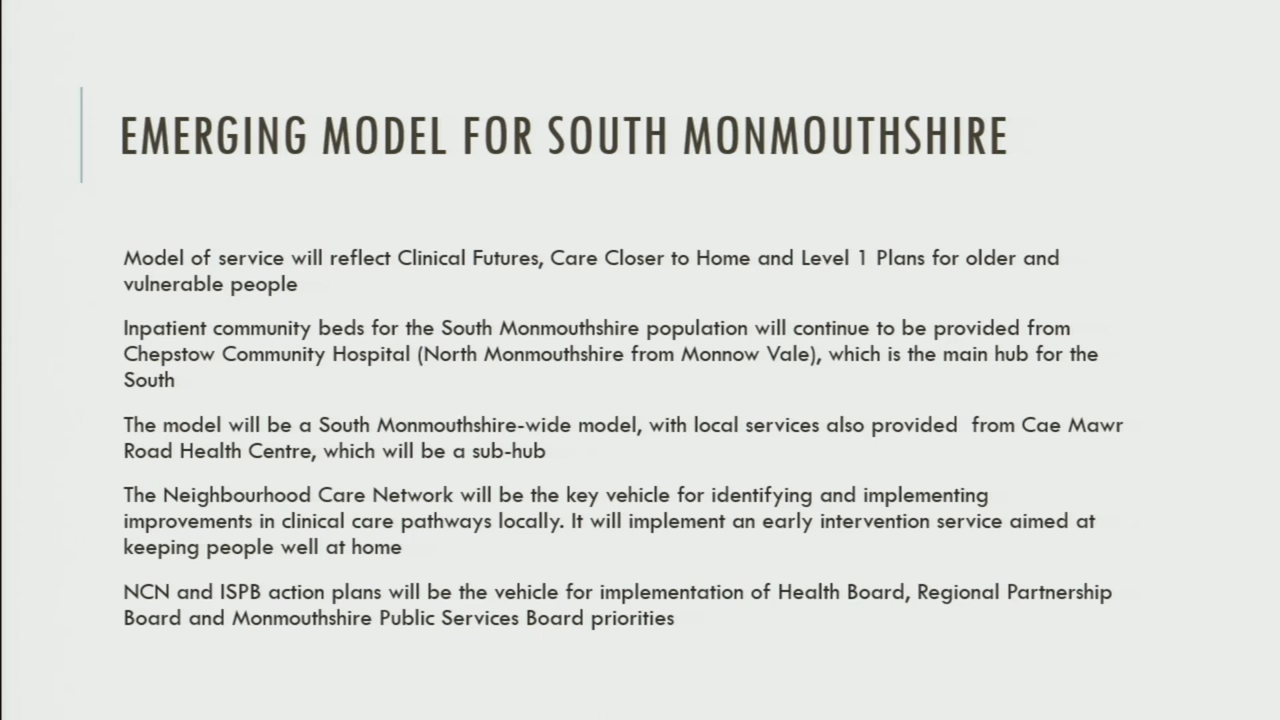 EMERGING MODEL FOR SOUTH MONMOUTHSHIRE
Model of service will reflect Clinical Futures, Care Closer to Home and Level 1 Plans for older and
vulnerable people
Inpatient community beds for the South Monmouthshire population will continue to be provided from
Chepstow Community Hospital (North Monmouthshire from Monnow Vale), which is the main hub for the
South
The model will be a South Monmouthshire-wide model, with local services also provided  from Cae Mawr
Road Health Centre, which will be a sub-hub
The Neighbourhood Care Network will be the key vehicle for identifying and implementing
improvements in clinical care pathways locally. It will implement an early intervention service aimed at
keeping people well at home
NCN and ISPB action plans will be the vehicle for implementation of Health Board, Regional Partnership
Board and Monmouthshire Public Services Board priorities